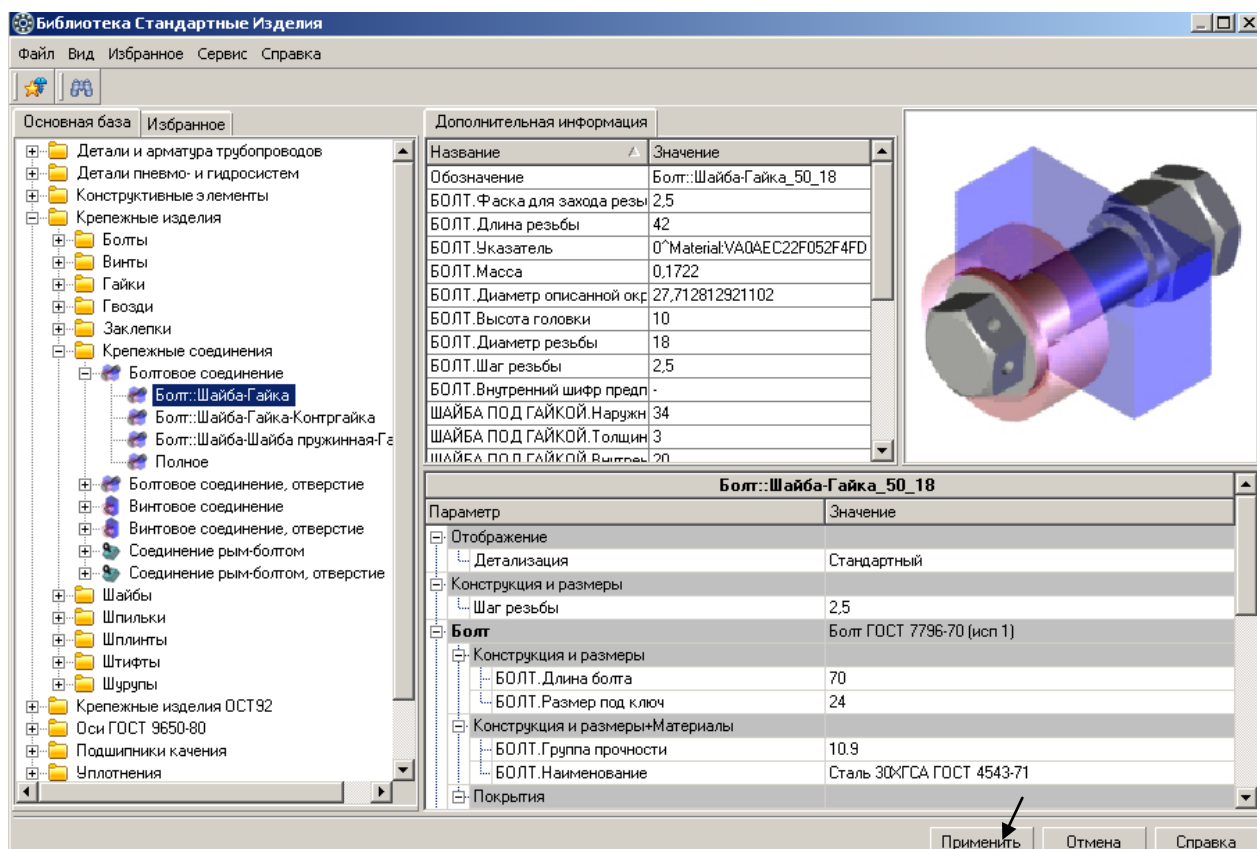 Библиотека Стандартные Изделия
Файл Вид Избранное Сервис Справка
Основная база Избранное
Детали и арматура трубопроводов
Детали пневмо- и гидросистем
Конструктивные элементы
Крепежные изделия
Болты
Винты
Гайки
Гвозди
Заклепки
Крепежные соединения
Болтовое соединение
Болт::Шайба-Гайка
Болт::Шайба-Гайка-Контргайка
Болт::Шайба-Шайба пружинная-Га
Полное
Болтовое соединение, отверстие
Винтовое соединение
Винтовое соединение, отверстие
Соединение рым-болтом
Соединение рым-болтом, отверстие
Шайбы
Шпильки
Шплинты
Штифты
Шурупы
Крепежные изделия ОСТ92
Оси ГОСТ 9650-80
Подшипники качения
Уплотнения
Дополнительная информация
Название Значение
Обозначение Болт::Шайба-Гайка_50_18
БОЛТ.Фаска для захода резы 2,5
БОЛТ.Длина резьбы 42
БОЛТ.Указатель 0^Material:VA0AEC22F052F4FD
БОЛТ.Масса 0,1722
БОЛТ.Диаметр описанной окр 27,712812921102
БОЛТ.Высота головки 10
БОЛТ.Диаметр резьбы 18
БОЛТ.Шаг резьбы 2,5
БОЛТ.Внутренний шифр предп -
ШАЙБА ПОД ГАЙКОЙ.Наружн 34
ШАЙБА ПОД ГАЙКОЙ.Толщин 3
ШАЙБА ПОД ГАЙКОЙ.Внутрен 20
Болт::Шайба-Гайка_50_18
Параметр Значение
Отображение
Детализация Стандартный
Конструкция и размеры
Шаг резьбы 2,5
Болт Болт ГОСТ 7796-70 (исп 1)
Конструкция и размеры
БОЛТ.Длина болта 70
БОЛТ.Размер под ключ 24
Конструкция и размеры+Материалы
БОЛТ.Группа прочности 10.9
БОЛТ.Наименование Сталь 30ХГСА ГОСТ 4543-71
Покрытия
Применить Отмена Справка